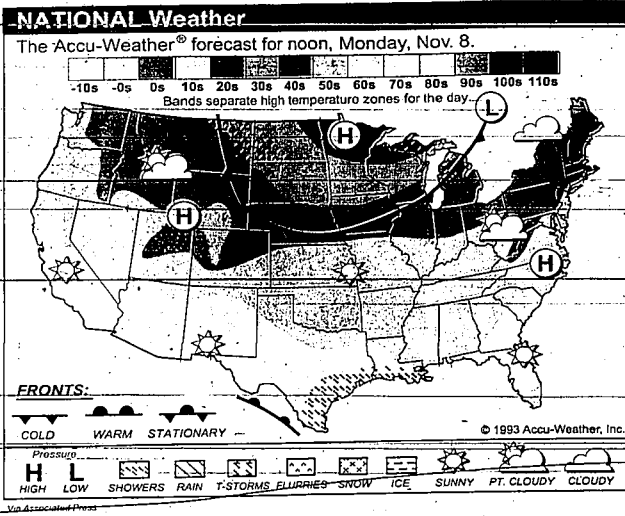 NATIONAL Weather
The Accu-Weather® forecast for noon, Monday, Nov. 8.
-10s -0s 0s 10s 20s 30s 40s 50s 60s 70s 80s 90s 100s 110s
Bands separate high temperature zones for the day.
L
H
H
H
FRONTS:
COLD WARM STATIONARY
© 1993 Accu-Weather, Inc.
Pressure
H L
HIGH LOW SHOWERS RAIN T-STORMS FLURRIES SNOW ICE SUNNY PT. CLOUDY CLOUDY
Via Associated Press